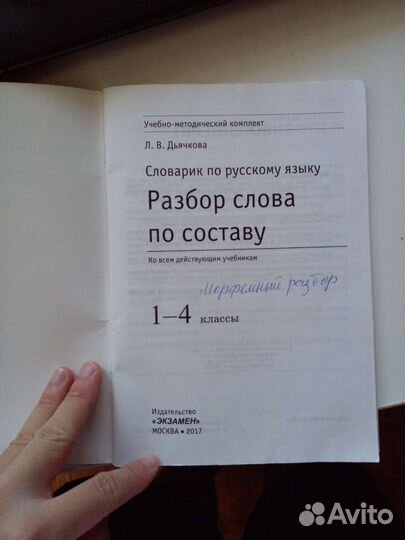 Учебно-методический комплект
Л. В. Дьячкова
Словарик по русскому языку
Разбор слова
по составу
Ко всем действующим учебникам
Морфемный разбор
1–4 классы
Издательство
«ЭКЗАМЕН»
МОСКВА • 2017
Avito